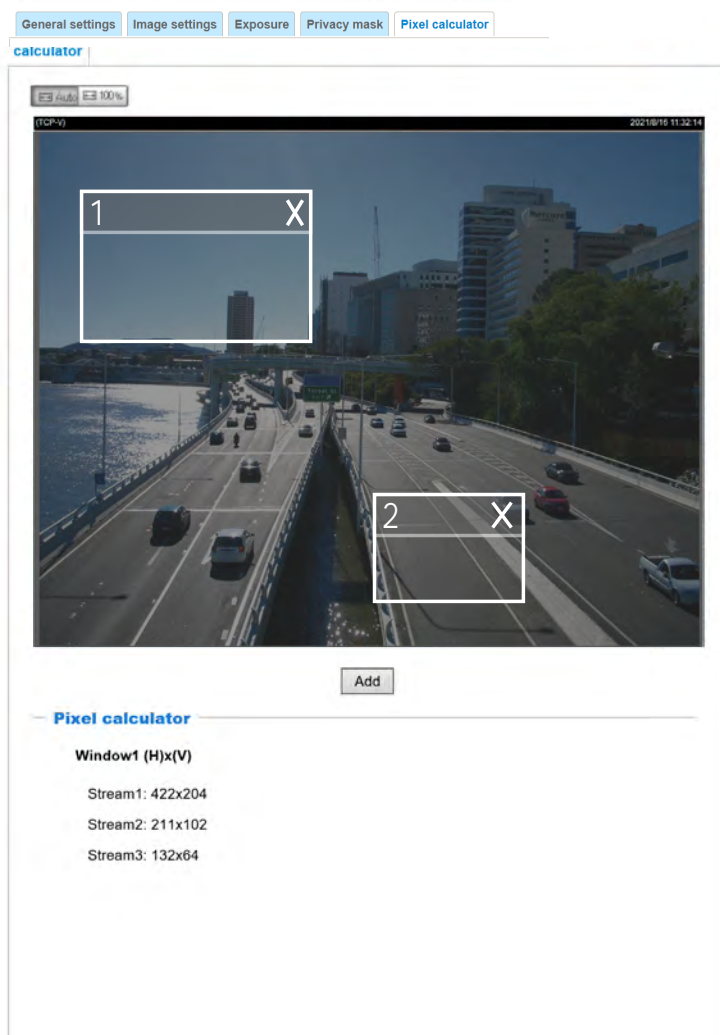 General settings Image settings Exposure Privacy mask Pixel calculator
calculator
Auto 100%
(TCP-V) 2021/8/16 11:32:14
1 X
Mercure
2 X
Add
Pixel calculator
Window1 (H)x(V)
Stream1: 422x204
Stream2: 211x102
Stream3: 132x64